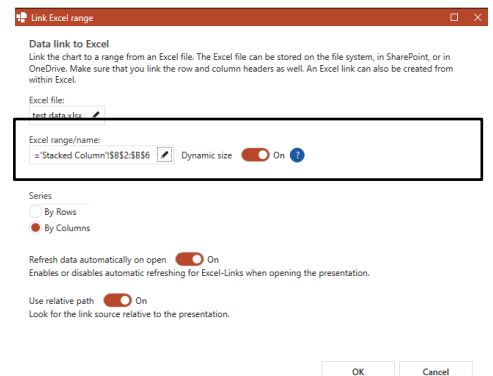 Link Excel range
Data link to Excel
Link the chart to a range from an Excel file. The Excel file can be stored on the file system, in SharePoint, or in
OneDrive. Make sure that you link the row and column headers as well. An Excel link can also be created from
within Excel.
Excel file:
test data.xlsx
Excel range/name:
='Stacked Column'!$B$2:$B$6 Dynamic size On ?
Series
By Rows
By Columns
Refresh data automatically on open On
Enables or disables automatic refreshing for Excel-Links when opening the presentation.
Use relative path On
Look for the link source relative to the presentation.
OK Cancel